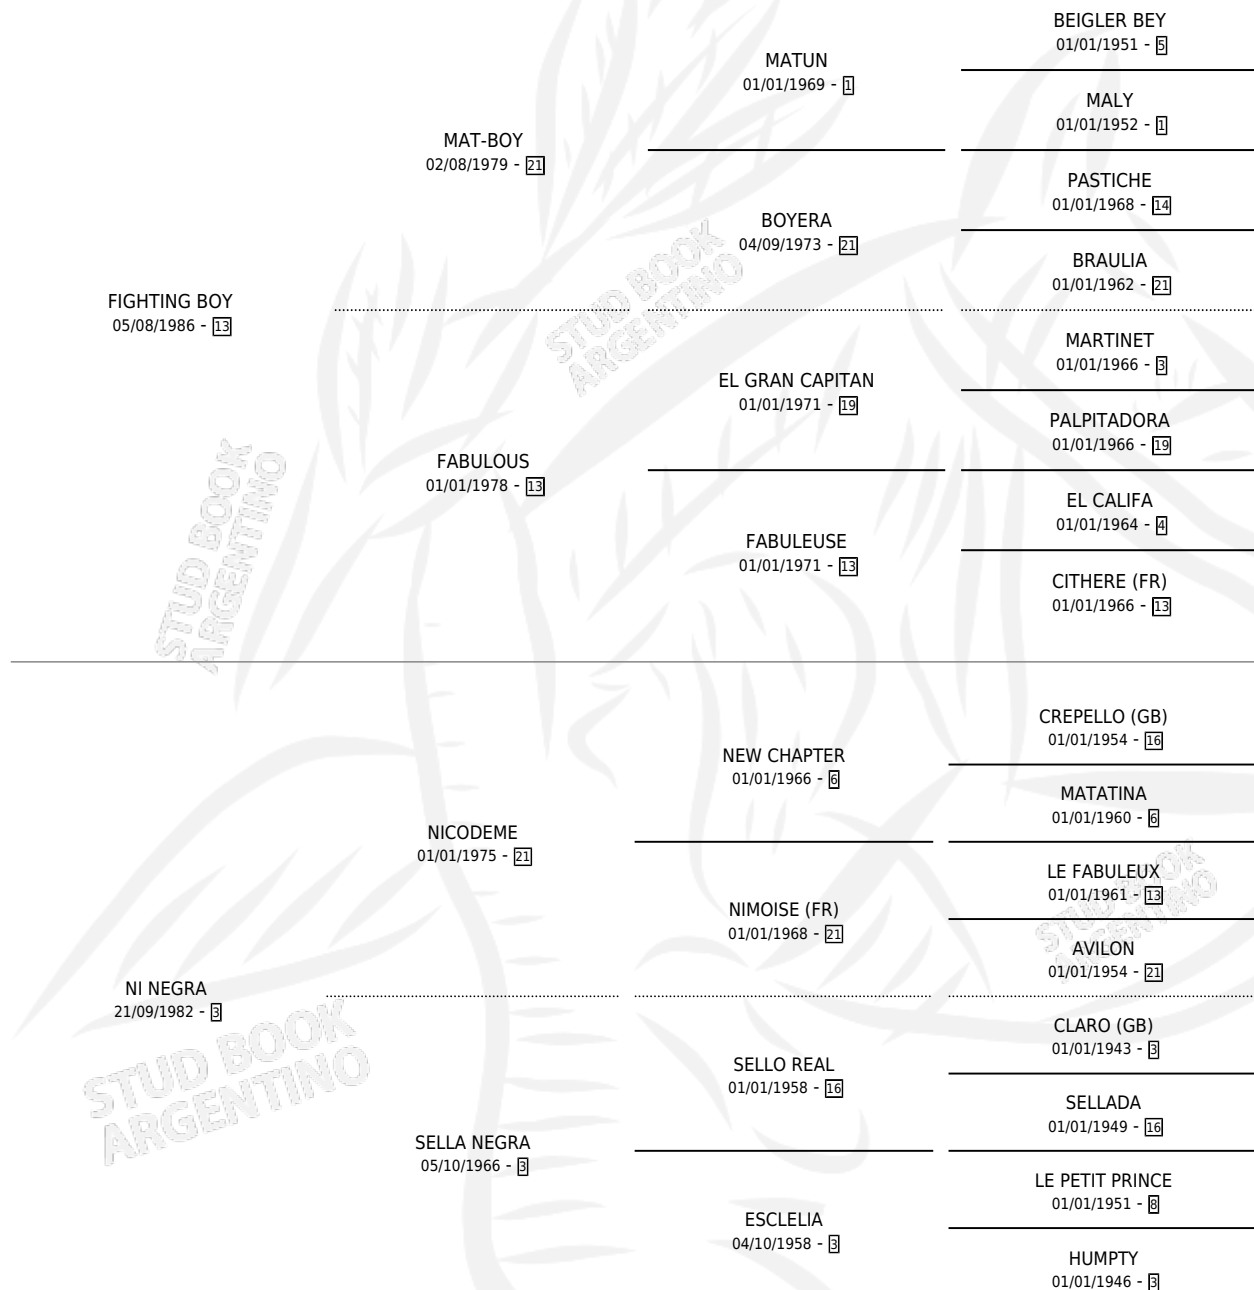 BEIGLER BEY
01/01/1951 - 5
MATUN
01/01/1969 - 1
MALY
01/01/1952 - 1
MAT-BOY
02/08/1979 - 21
PASTICHE
01/01/1968 - 14
BOYERA
04/09/1973 - 21
BRAULIA
01/01/1962 - 21
FIGHTING BOY
05/08/1986 - 13
MARTINET
01/01/1966 - 3
EL GRAN CAPITAN
01/01/1971 - 19
PALPITADORA
01/01/1966 - 19
FABULOUS
01/01/1978 - 13
EL CALIFA
01/01/1964 - 4
FABULEUSE
01/01/1971 - 13
CITHERE (FR)
01/01/1966 - 13
STUD BOOK
ARGENTINO
STUD BOOK
ARGENTINO
CREPELLO (GB)
01/01/1954 - 16
NEW CHAPTER
01/01/1966 - 6
MATATINA
01/01/1960 - 6
NICODEME
01/01/1975 - 21
LE FABULEUX
01/01/1961 - 13
NIMOISE (FR)
01/01/1968 - 21
AVILON
01/01/1954 - 21
NI NEGRA
21/09/1982 - 3
CLARO (GB)
01/01/1943 - 3
SELLO REAL
01/01/1958 - 16
SELLADA
01/01/1949 - 16
SELLA NEGRA
05/10/1966 - 3
LE PETIT PRINCE
01/01/1951 - 8
ESCLELIA
04/10/1958 - 3
HUMPTY
01/01/1946 - 3
STUD BOOK
ARGENTINO
STUD BOOK
ARGENTINO